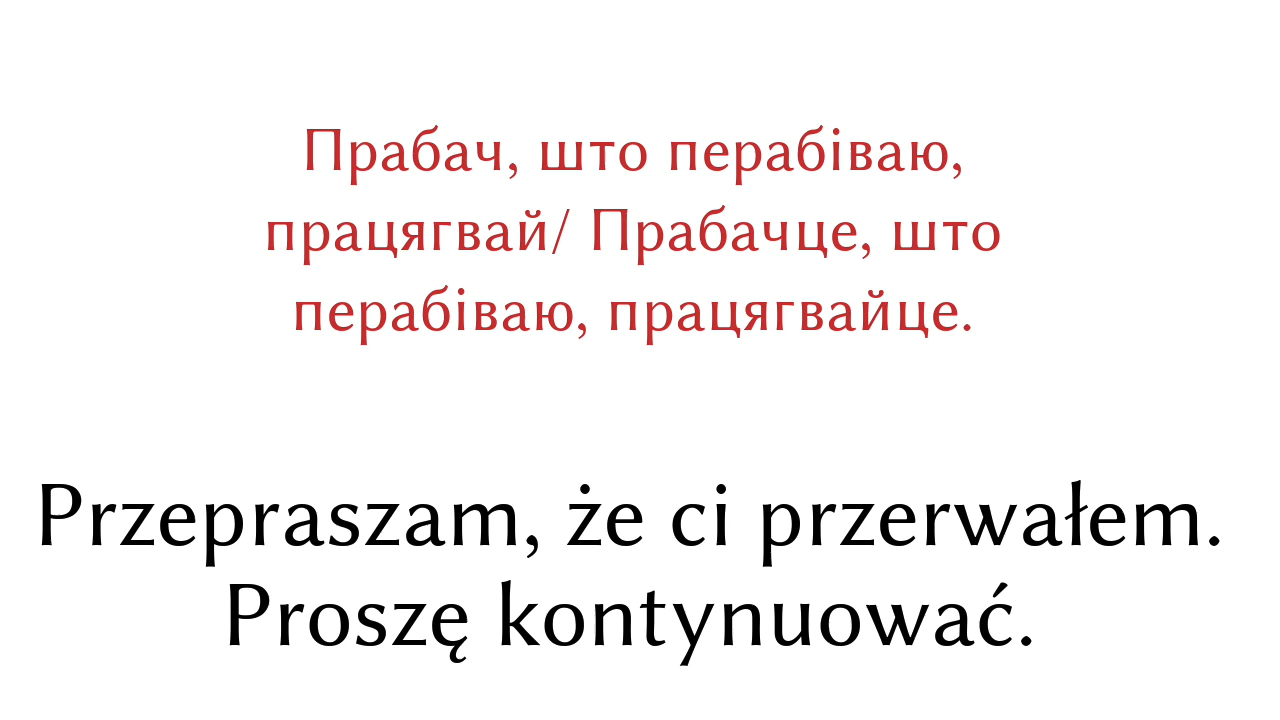 Прабач, што перабіваю,
працягвай/ Прабачце, што
перабіваю, працягвайце.
Przepraszam, że ci przerwałem.
Proszę kontynuować.